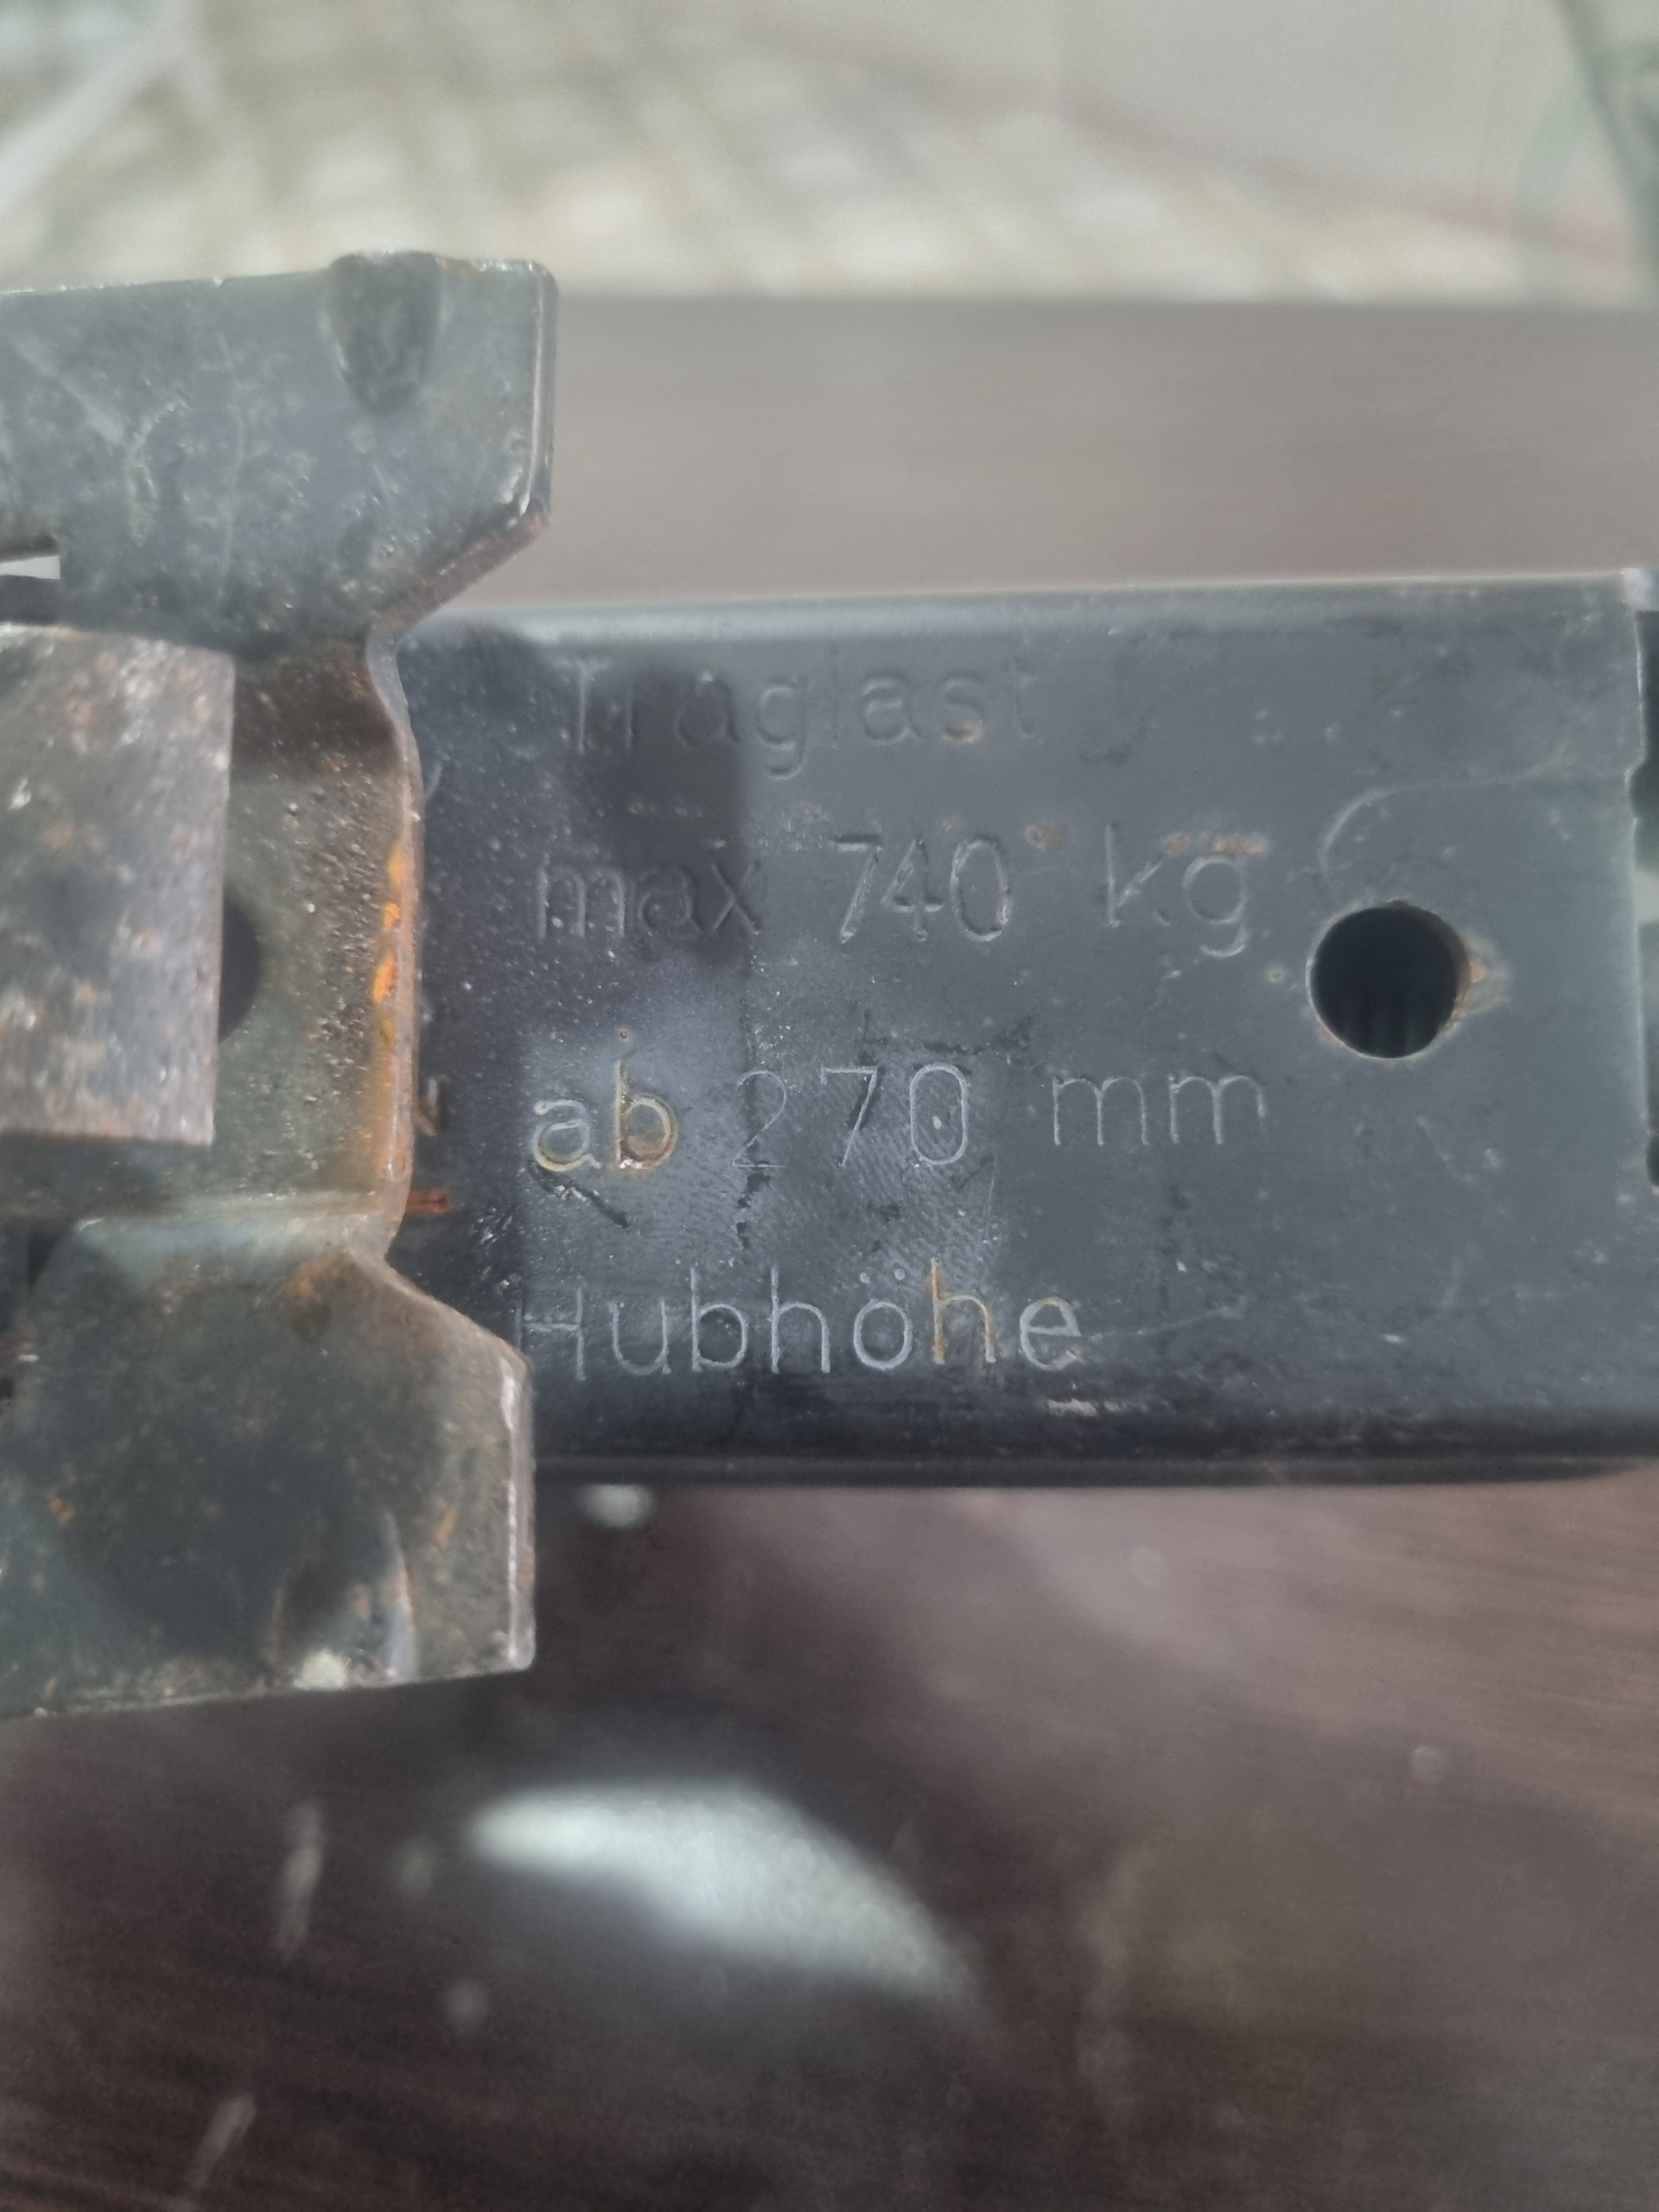 Traglast
max 740 kg
ab 270 mm
Hubhöhe